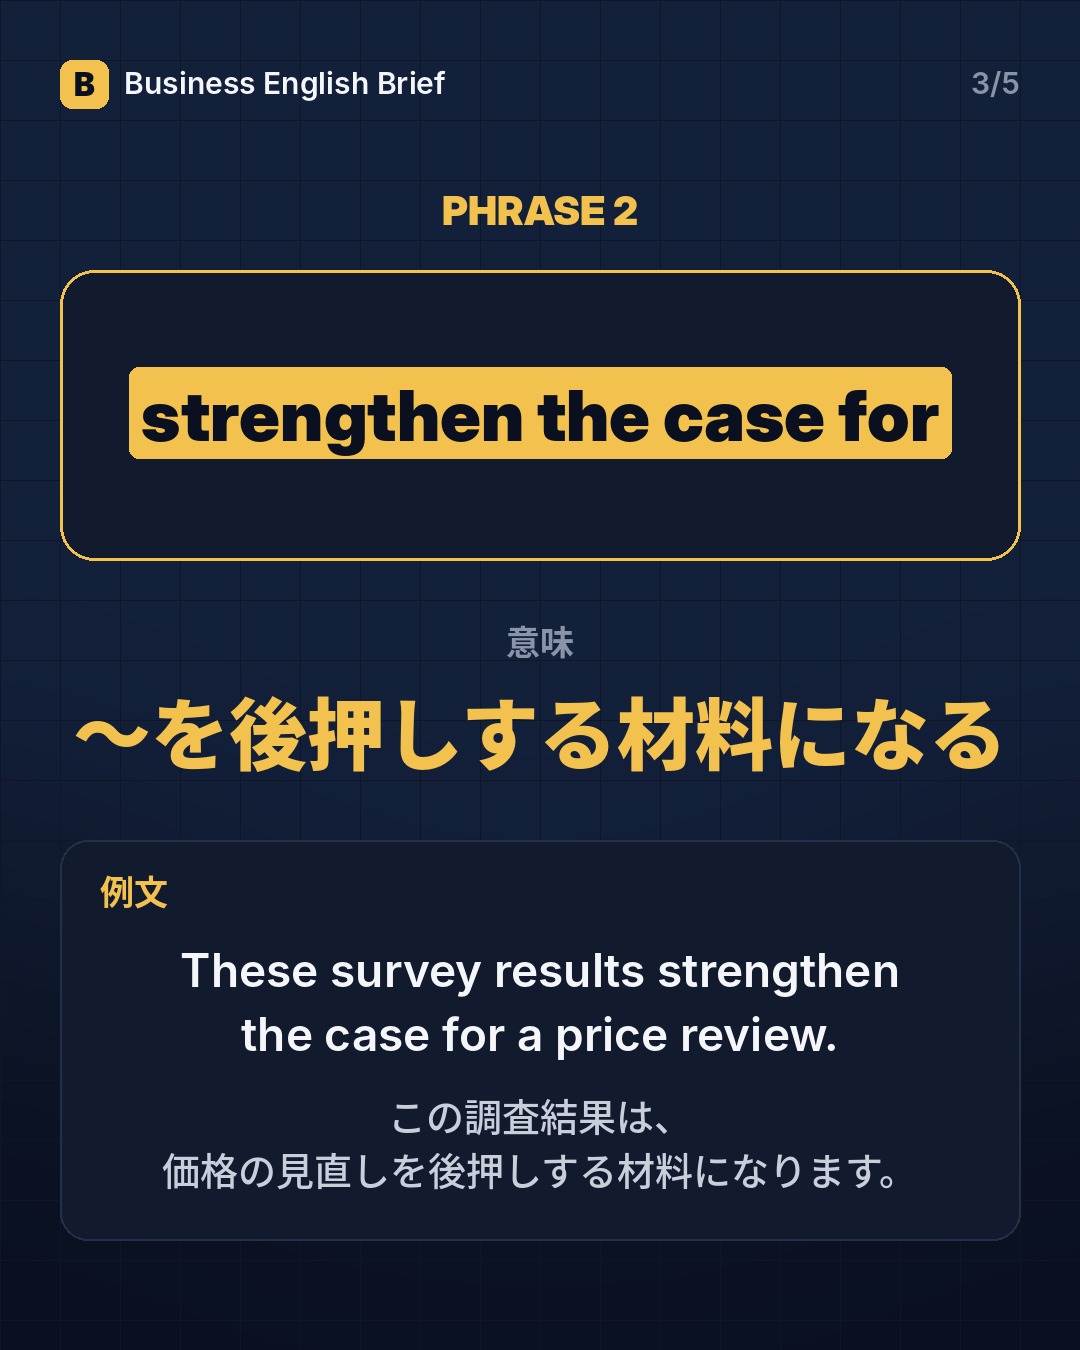 B Business English Brief
3/5
PHRASE 2
strengthen the case for
意味
〜を後押しする材料になる
例文
These survey results strengthen
the case for a price review.
この調査結果は、
価格の見直しを後押しする材料になります。